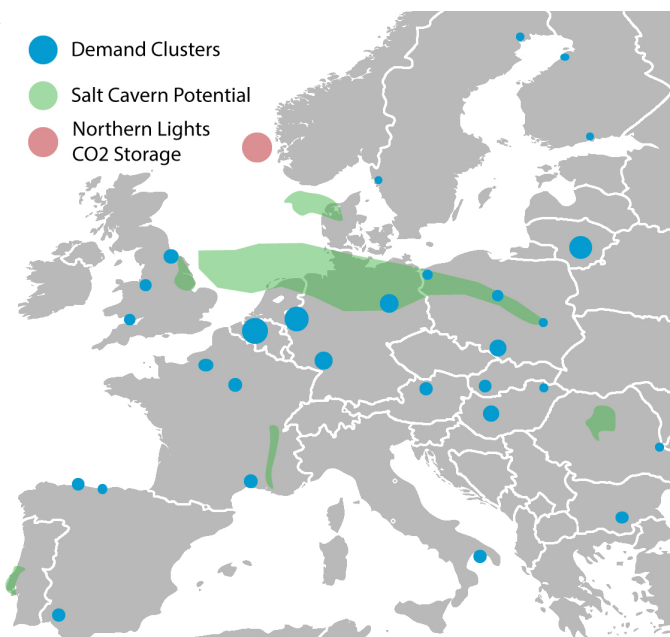 Demand Clusters
Salt Cavern Potential
Northern Lights
CO2 Storage